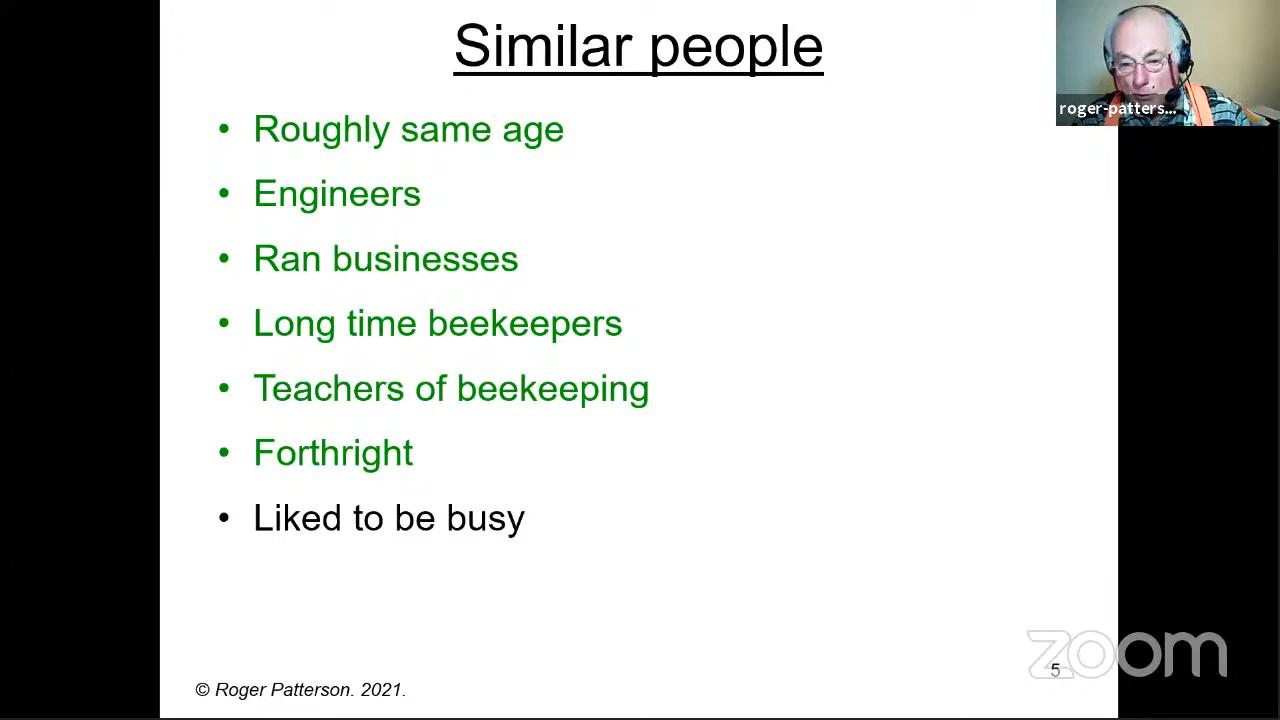 Similar people
roger-patters...
• Roughly same age
• Engineers
• Ran businesses
• Long time beekeepers
• Teachers of beekeeping
• Forthright
• Liked to be busy
zoom
5
© Roger Patterson. 2021.